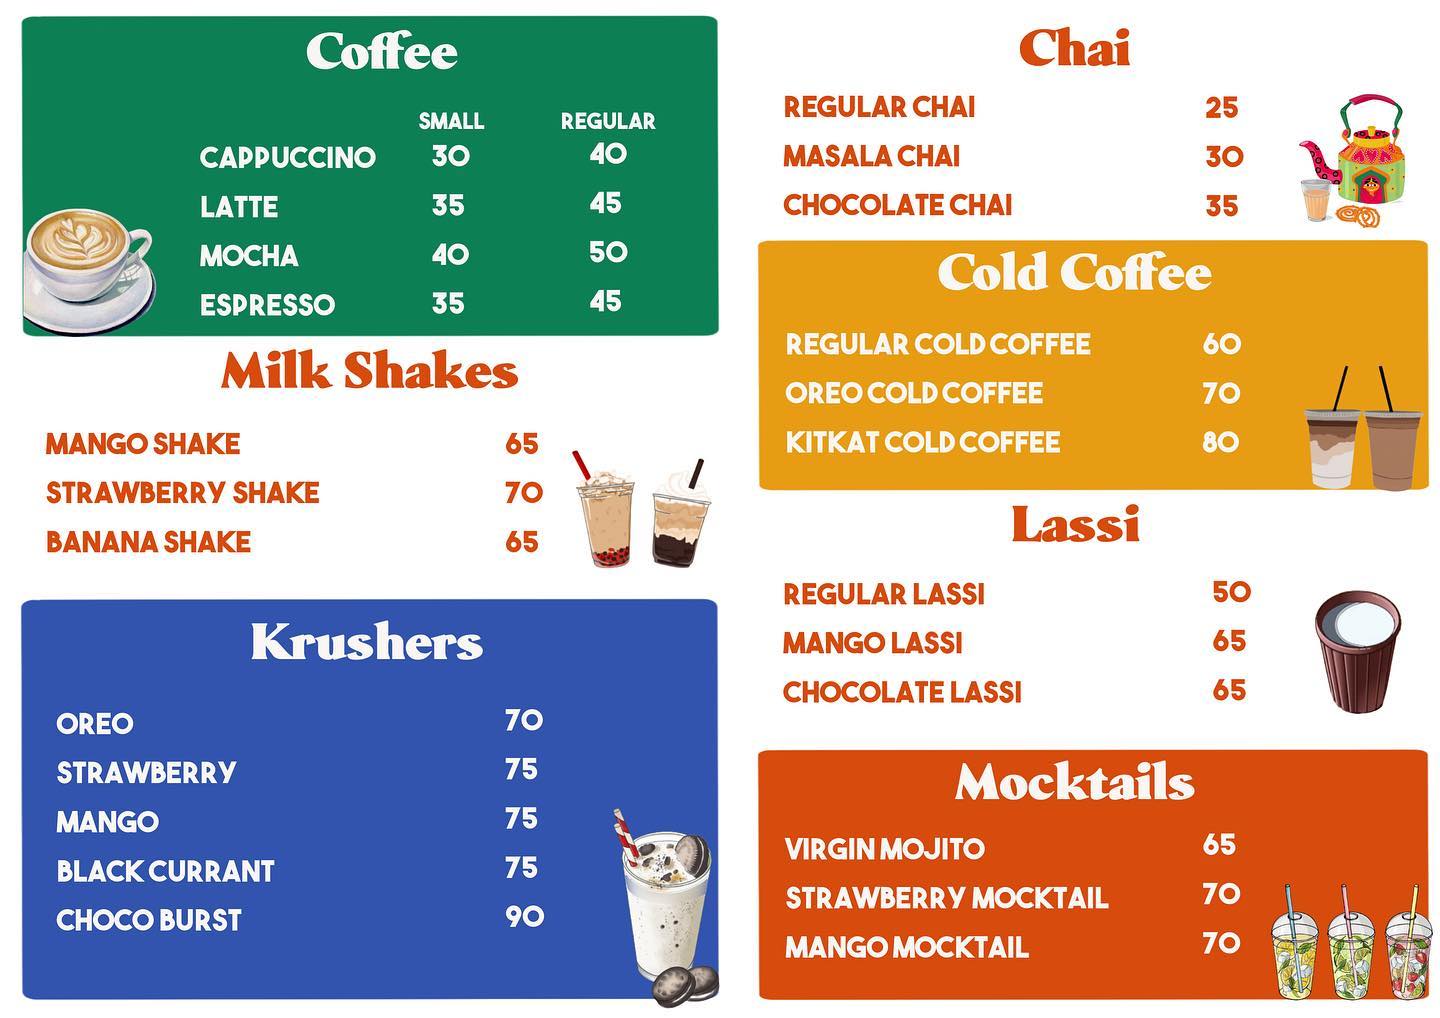 Coffee
SMALL REGULAR
CAPPUCCINO 30 40
LATTE 35 45
MOCHA 40 50
ESPRESSO 35 45
Milk Shakes
MANGO SHAKE 65
STRAWBERRY SHAKE 70
BANANA SHAKE 65
Krushers
OREO 70
STRAWBERRY 75
MANGO 75
BLACK CURRANT 75
CHOCO BURST 90
Chai
REGULAR CHAI 25
MASALA CHAI 30
CHOCOLATE CHAI 35
Cold Coffee
REGULAR COLD COFFEE 60
OREO COLD COFFEE 70
KITKAT COLD COFFEE 80
Lassi
REGULAR LASSI 50
MANGO LASSI 65
CHOCOLATE LASSI 65
Mocktails
VIRGIN MOJITO 65
STRAWBERRY MOCKTAIL 70
MANGO MOCKTAIL 70